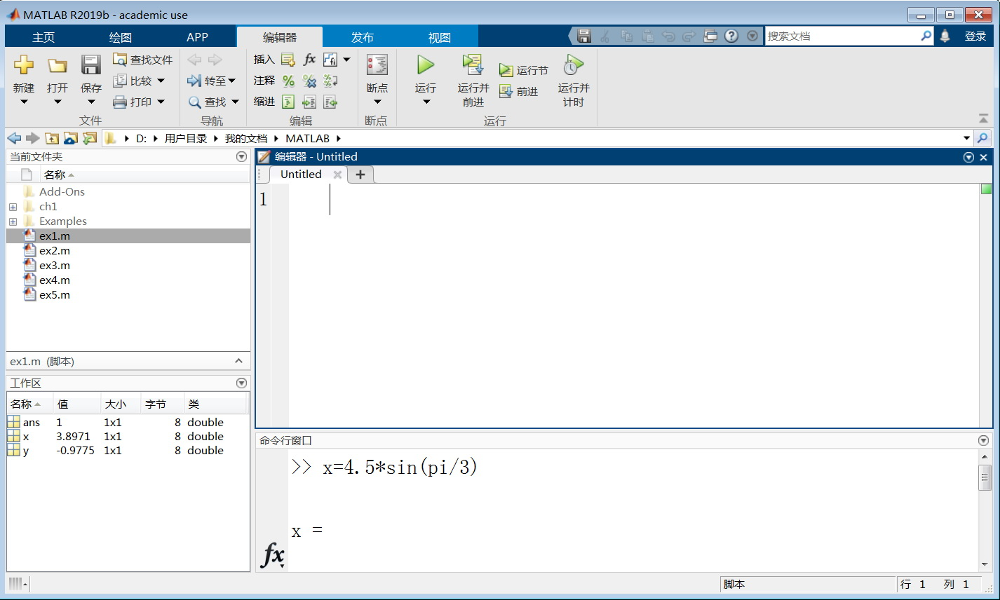 MATLAB R2019b - academic use
主页 绘图 APP 编辑器 发布 视图 搜索文档 登录
新建 打开 保存 查找文件 比较 打印 文件
转至 查找 导航
插入 fx fi
注释 % % %
缩进
编辑
断点
断点
运行 运行并前进 运行节 前进 运行并计时
运行
D: 用户目录 我的文档 MATLAB
当前文件夹
名称
Add-Ons
ch1
Examples
ex1.m
ex2.m
ex3.m
ex4.m
ex5.m
ex1.m (脚本)
工作区
名称 值 大小 字节 类
ans 1 1x1 8 double
x 3.8971 1x1 8 double
y -0.9775 1x1 8 double
编辑器 - Untitled
Untitled
1
命令行窗口
>> x=4.5*sin(pi/3)
x =
fx
脚本 行 1 列 1